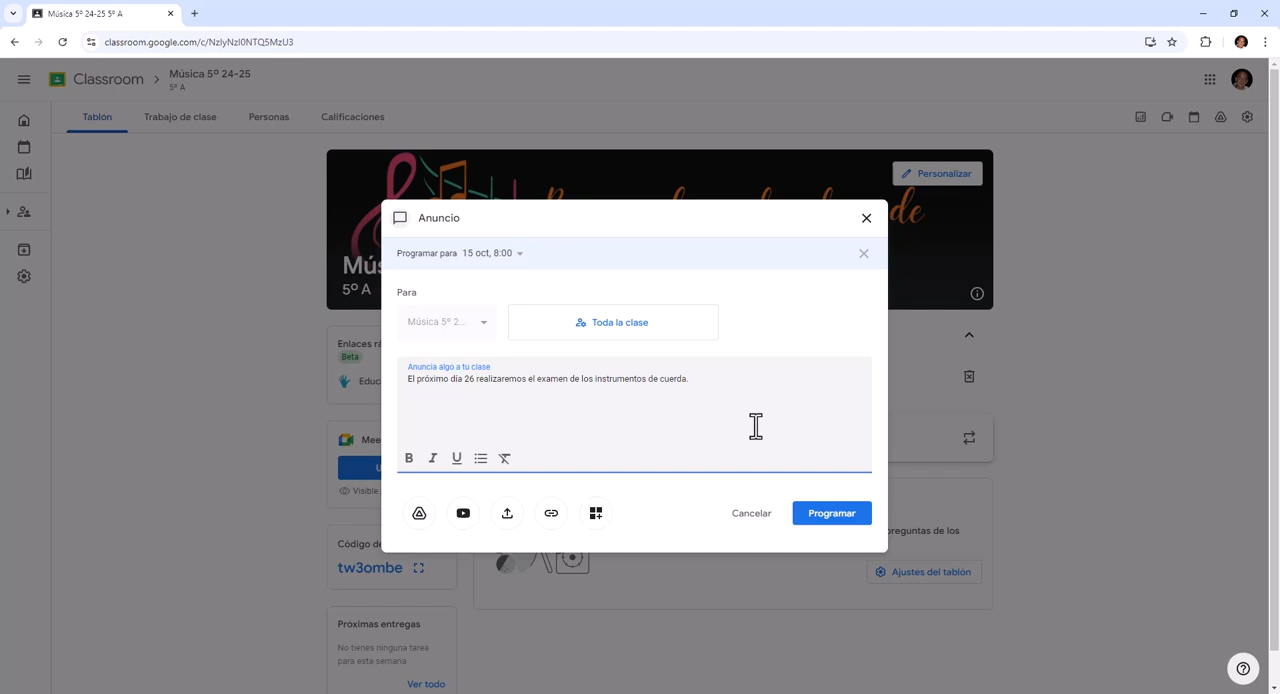 Música 5º 24-25 5º A
classroom.google.com/c/NzIyNzI0NTQ5MzU3
Classroom
Música 5º 24-25
5º A
Tablón
Trabajo de clase
Personas
Calificaciones
Personalizar
Mús
5º A
Anuncio
Programar para 15 oct, 8:00
Para
Música 5º 2...
Toda la clase
Anuncia algo a tu clase
El próximo día 26 realizaremos el examen de los instrumentos de cuerda.
B I U
Cancelar
Programar
Enlaces rá
Beta
Educ
Mee
U
Visible
Código de
tw3ombe
preguntas de los
Ajustes del tablón
Próximas entregas
No tienes ninguna tarea
para esta semana
Ver todo